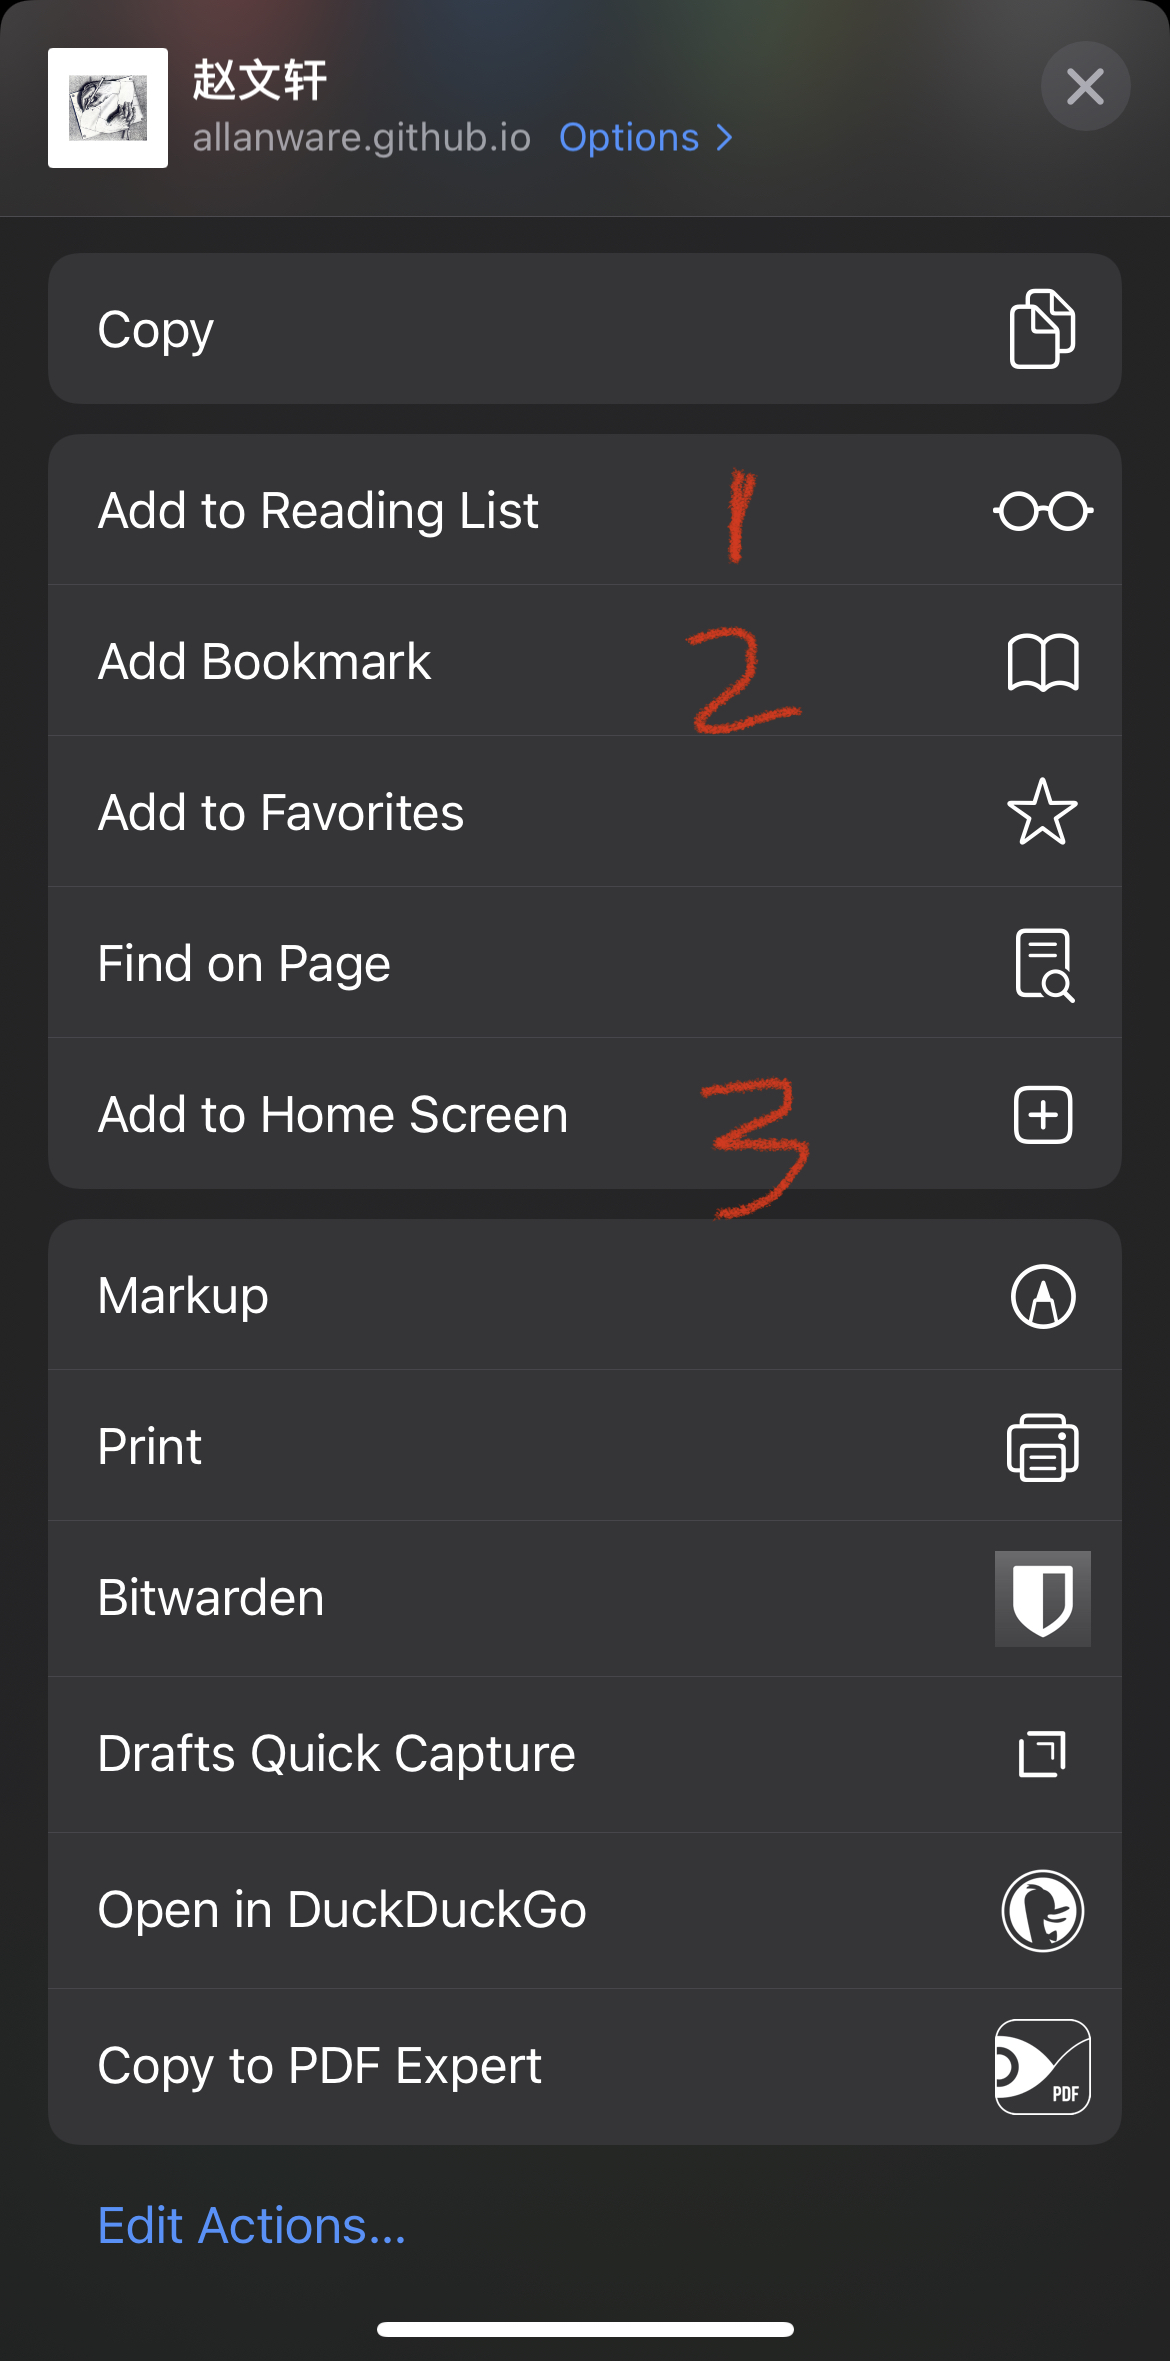 赵文轩
allanware.github.io Options
Copy
Add to Reading List 1
Add Bookmark 2
Add to Favorites
Find on Page
Add to Home Screen 3
Markup
Print
Bitwarden
Drafts Quick Capture
Open in DuckDuckGo
Copy to PDF Expert PDF
Edit Actions...